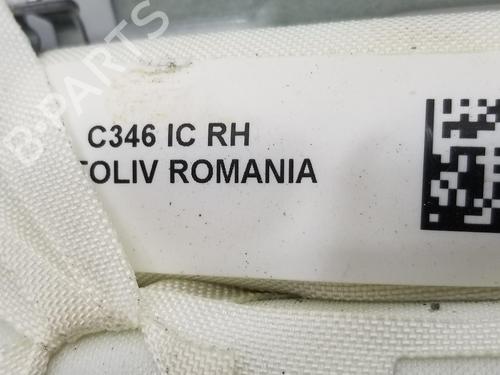 C346 IC RH
TOLIV ROMANIA
B-PARTS